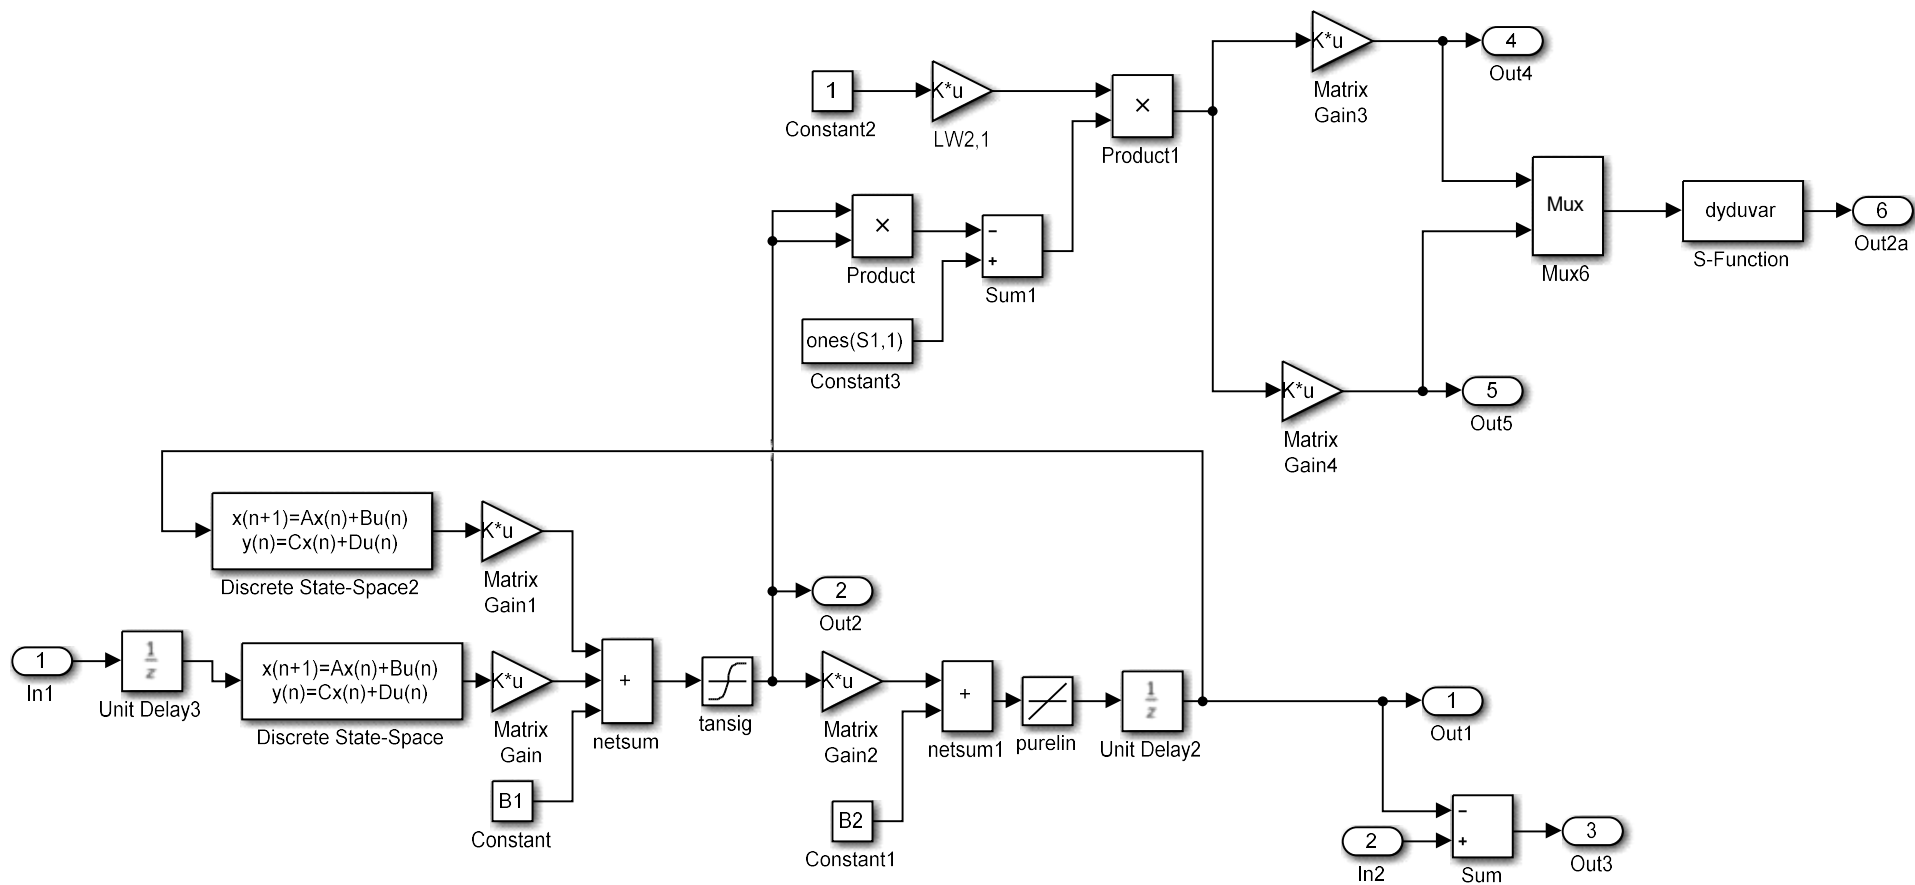 K*u
Matrix
Gain3
4
Out4
1
Constant2
K*u
LW2,1
×
Product1
×
Product
−
+
Sum1
ones(S1,1)
Constant3
Mux
Mux6
dyduvar
S-Function
6
Out2a
K*u
Matrix
Gain4
5
Out5
x(n+1)=Ax(n)+Bu(n)
y(n)=Cx(n)+Du(n)
Discrete State-Space2
K*u
Matrix
Gain1
2
Out2
1
In1
1
z
Unit Delay3
x(n+1)=Ax(n)+Bu(n)
y(n)=Cx(n)+Du(n)
Discrete State-Space
K*u
Matrix
Gain
+
netsum
tansig
K*u
Matrix
Gain2
+
netsum1
purelin
1
z
Unit Delay2
1
Out1
B1
Constant
B2
Constant1
2
In2
−
+
Sum
3
Out3